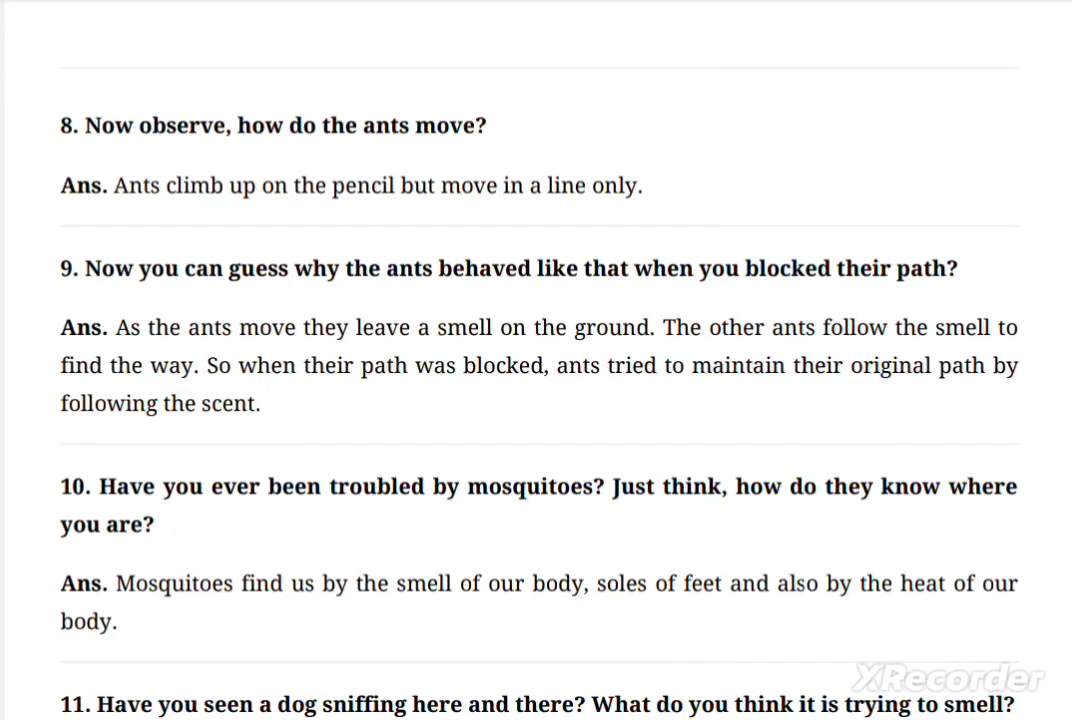 8. Now observe, how do the ants move?
Ans. Ants climb up on the pencil but move in a line only.
9. Now you can guess why the ants behaved like that when you blocked their path?
Ans. As the ants move they leave a smell on the ground. The other ants follow the smell to
find the way. So when their path was blocked, ants tried to maintain their original path by
following the scent.
10. Have you ever been troubled by mosquitoes? Just think, how do they know where
you are?
Ans. Mosquitoes find us by the smell of our body, soles of feet and also by the heat of our
body.
XRecorder
11. Have you seen a dog sniffing here and there? What do you think it is trying to smell?